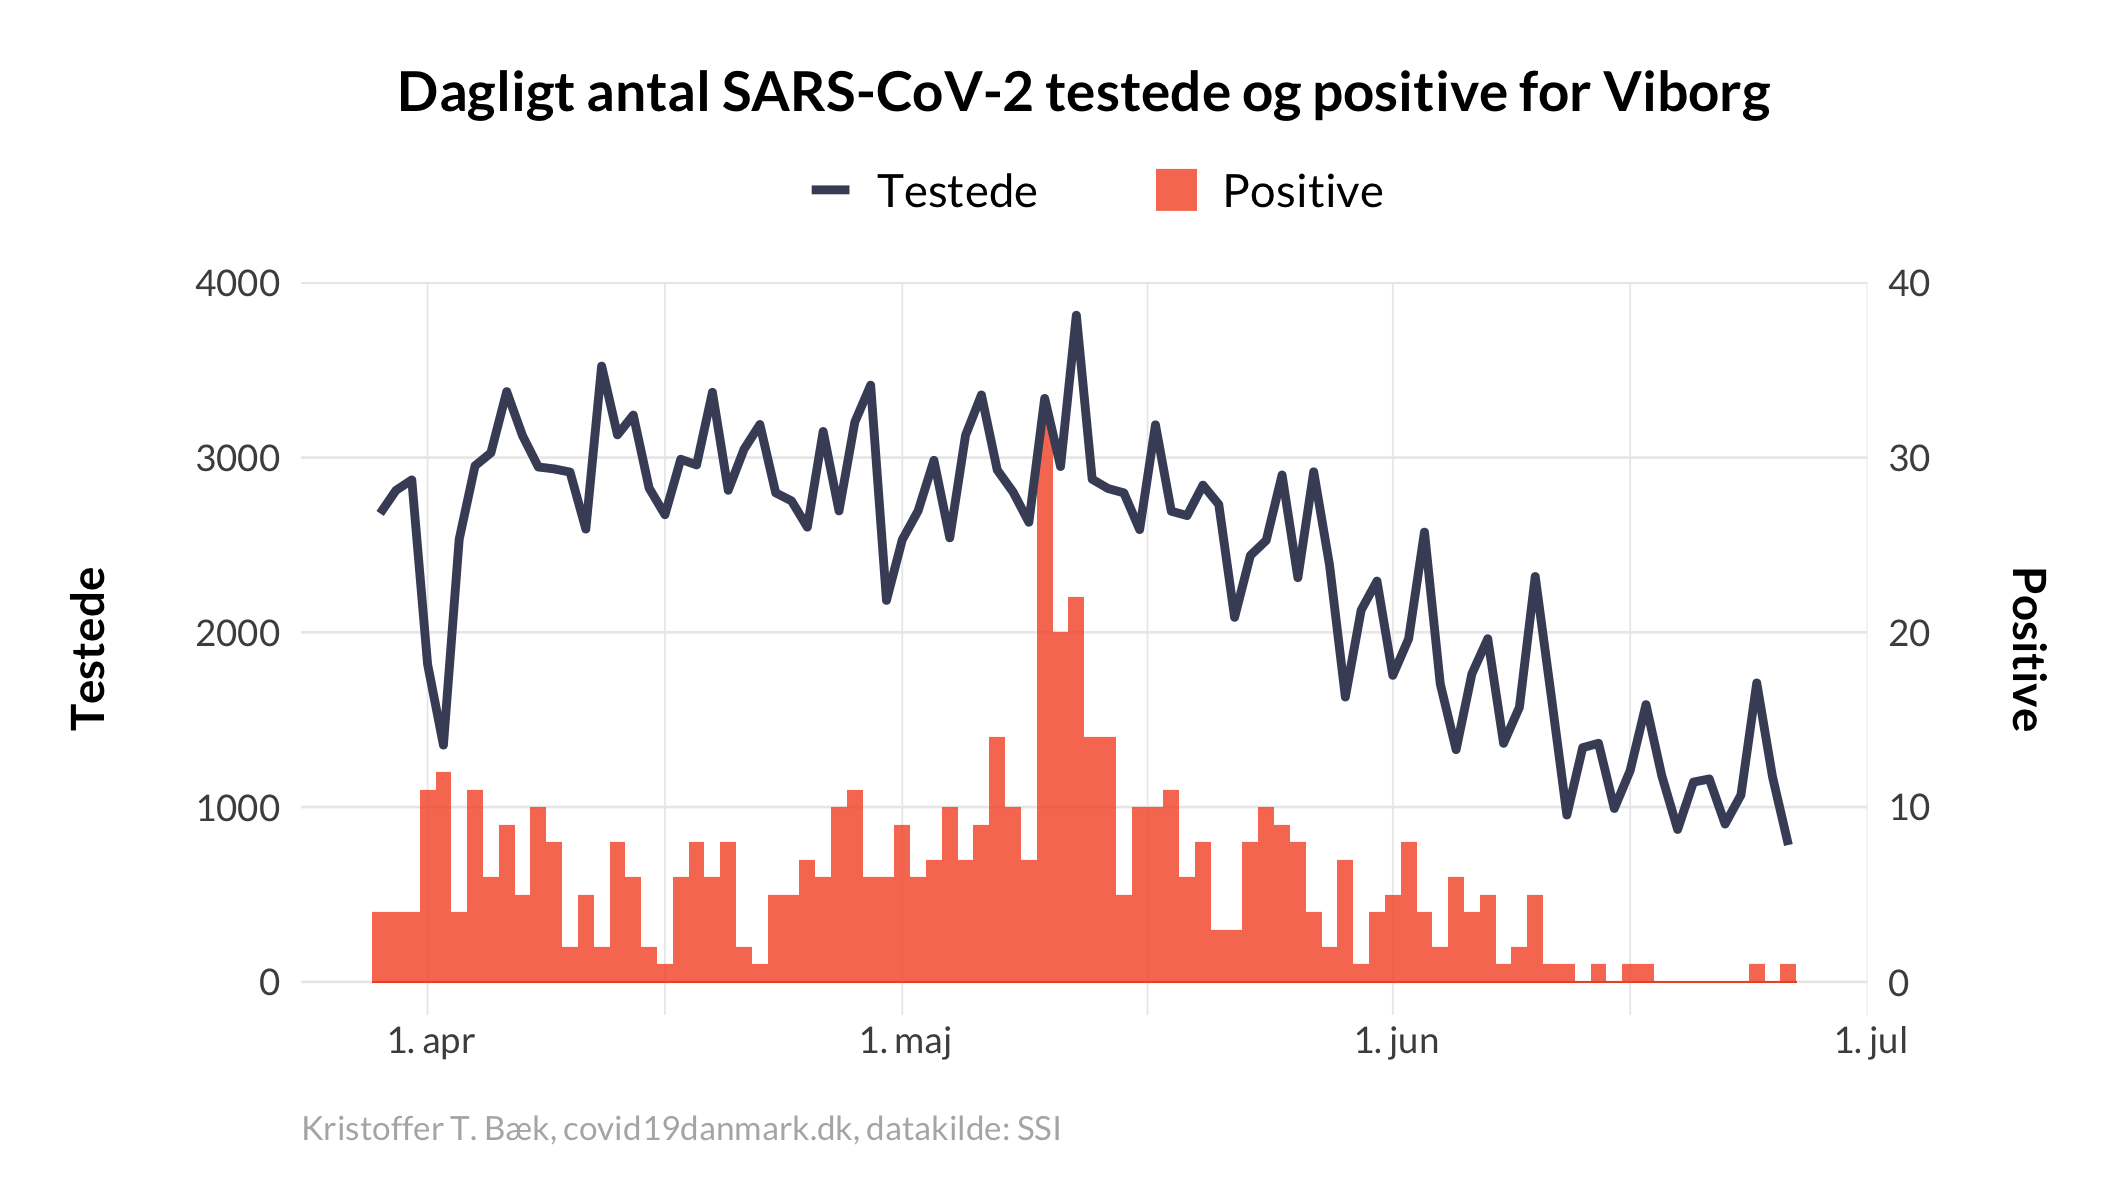 Dagligt antal SARS-CoV-2 testede og positive for Viborg
Testede
Positive
4000
3000
2000
1000
0
Testede
40
30
20
10
0
Positive
1. apr
1. maj
1. jun
1. jul
Kristoffer T. Bæk, covid19danmark.dk, datakilde: SSI